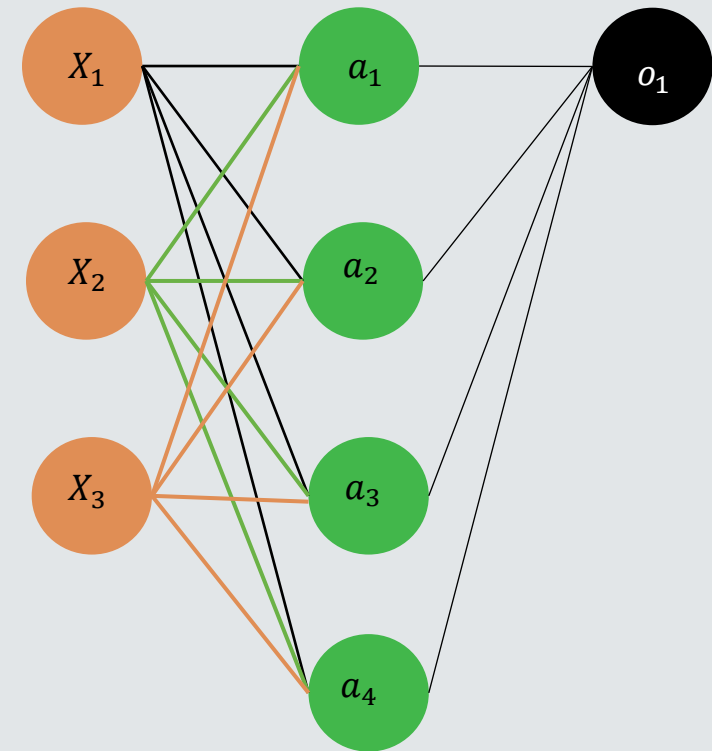 X₁ a₁ o₁
X₂ a₂
X₃ a₃
a₄